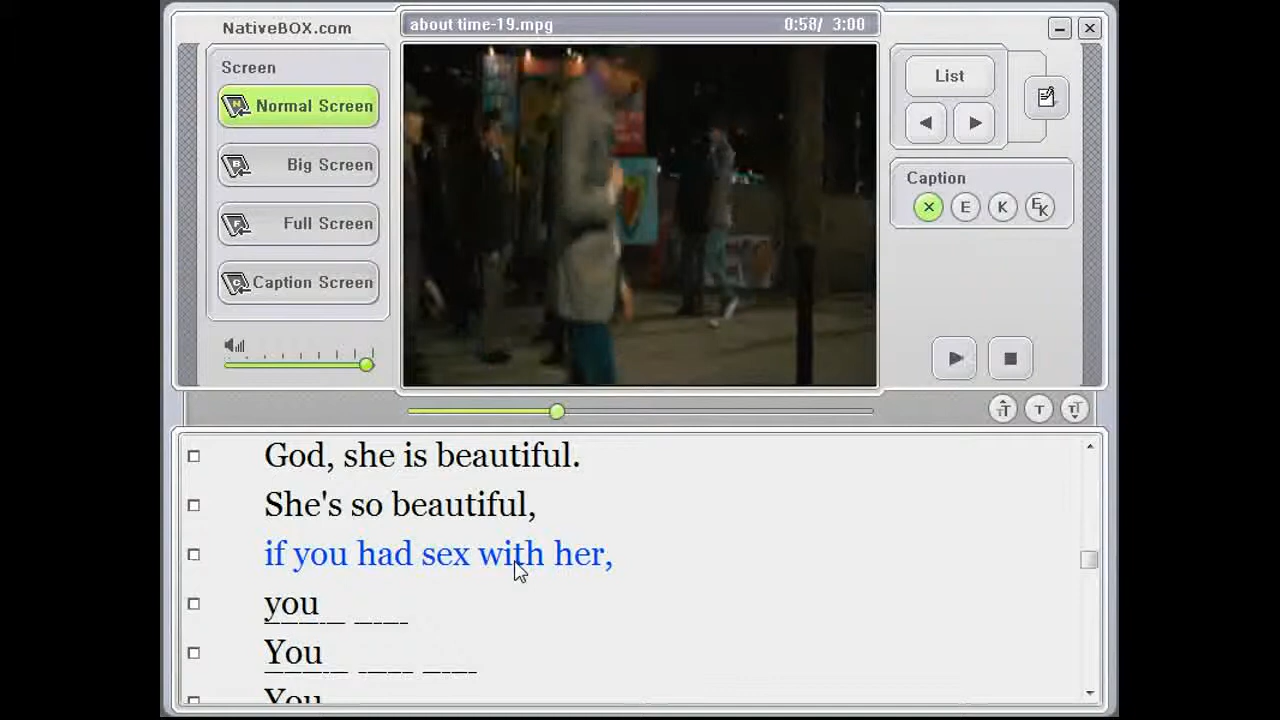 NativeBOX.com
about time-19.mpg 0:58/ 3:00
Screen
Normal Screen
Big Screen
Full Screen
Caption Screen
List
Caption
X E K EK
T T T
God, she is beautiful.
She's so beautiful,
if you had sex with her,
you
You
You